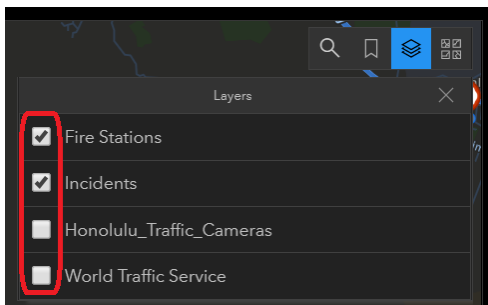 Layers
Fire Stations
Incidents
Honolulu_Traffic_Cameras
World Traffic Service